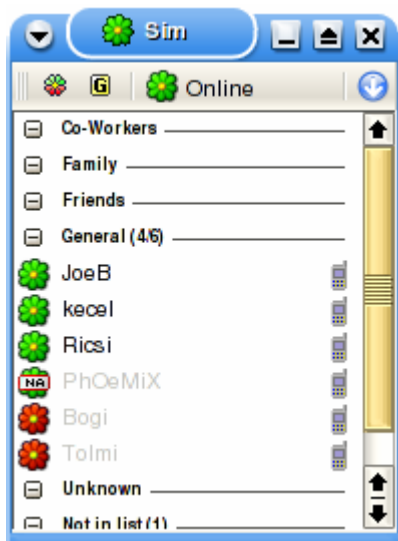 Sim
G Online
Co-Workers
Family
Friends
General (4/6)
JoeB
kecel
Ricsi
NA PhOeMiX
Bogi
Tolmi
Unknown
Not in list (1)